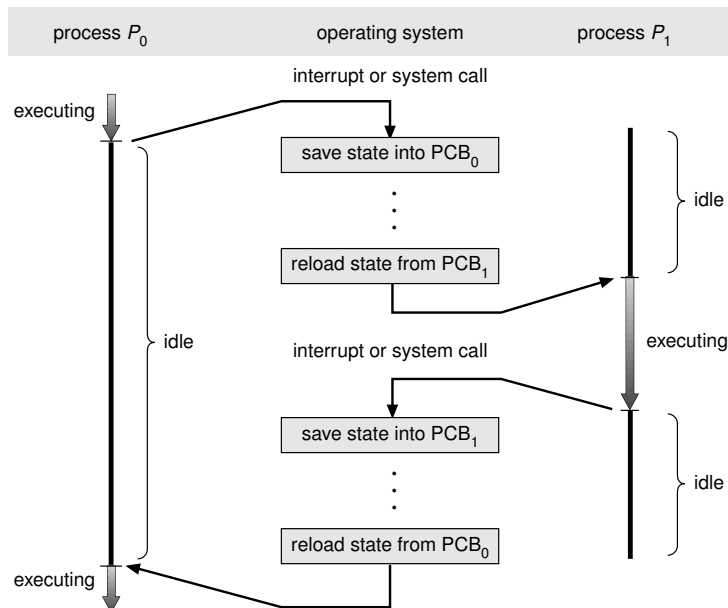 process P0 operating system process P1
interrupt or system call
executing
save state into PCB0
idle
reload state from PCB1
idle
executing
interrupt or system call
save state into PCB1
idle
reload state from PCB0
executing